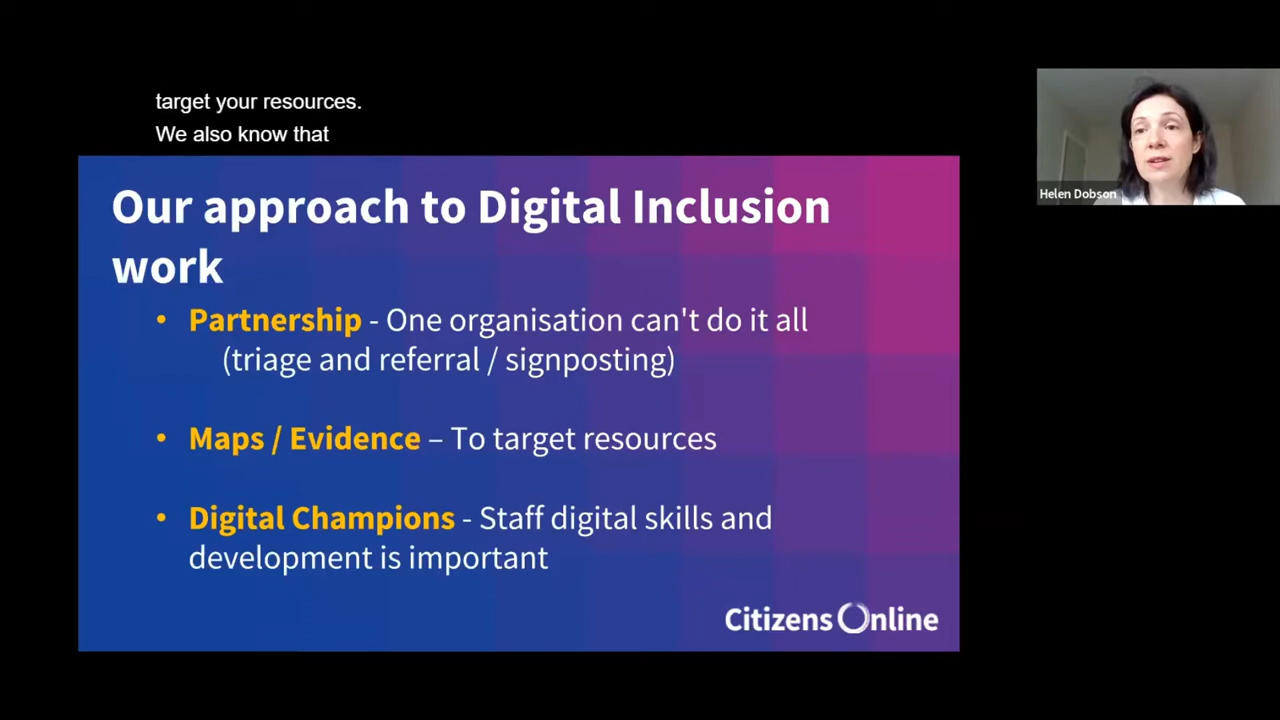 target your resources.
We also know that
Helen Dobson
Our approach to Digital Inclusion
work
• Partnership - One organisation can't do it all
(triage and referral / signposting)
• Maps / Evidence – To target resources
• Digital Champions - Staff digital skills and
development is important
Citizens Online